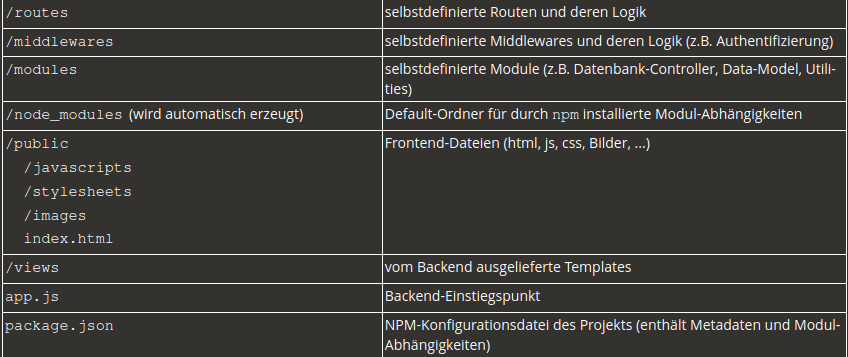 /routes
selbstdefinierte Routen und deren Logik
/middlewares
selbstdefinierte Middlewares und deren Logik (z.B. Authentifizierung)
/modules
selbstdefinierte Module (z.B. Datenbank-Controller, Data-Model, Utili-
ties)
/node_modules (wird automatisch erzeugt)
Default-Ordner für durch npm installierte Modul-Abhängigkeiten
/public
Frontend-Dateien (html, js, css, Bilder, ...)
/javascripts
/stylesheets
/images
index.html
/views
vom Backend ausgelieferte Templates
app.js
Backend-Einstiegspunkt
package.json
NPM-Konfigurationsdatei des Projekts (enthält Metadaten und Modul-
Abhängigkeiten)